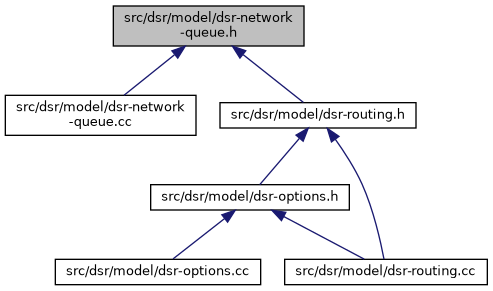 src/dsr/model/dsr-network
-queue.h
src/dsr/model/dsr-network
-queue.cc
src/dsr/model/dsr-routing.h
src/dsr/model/dsr-options.h
src/dsr/model/dsr-options.cc
src/dsr/model/dsr-routing.cc